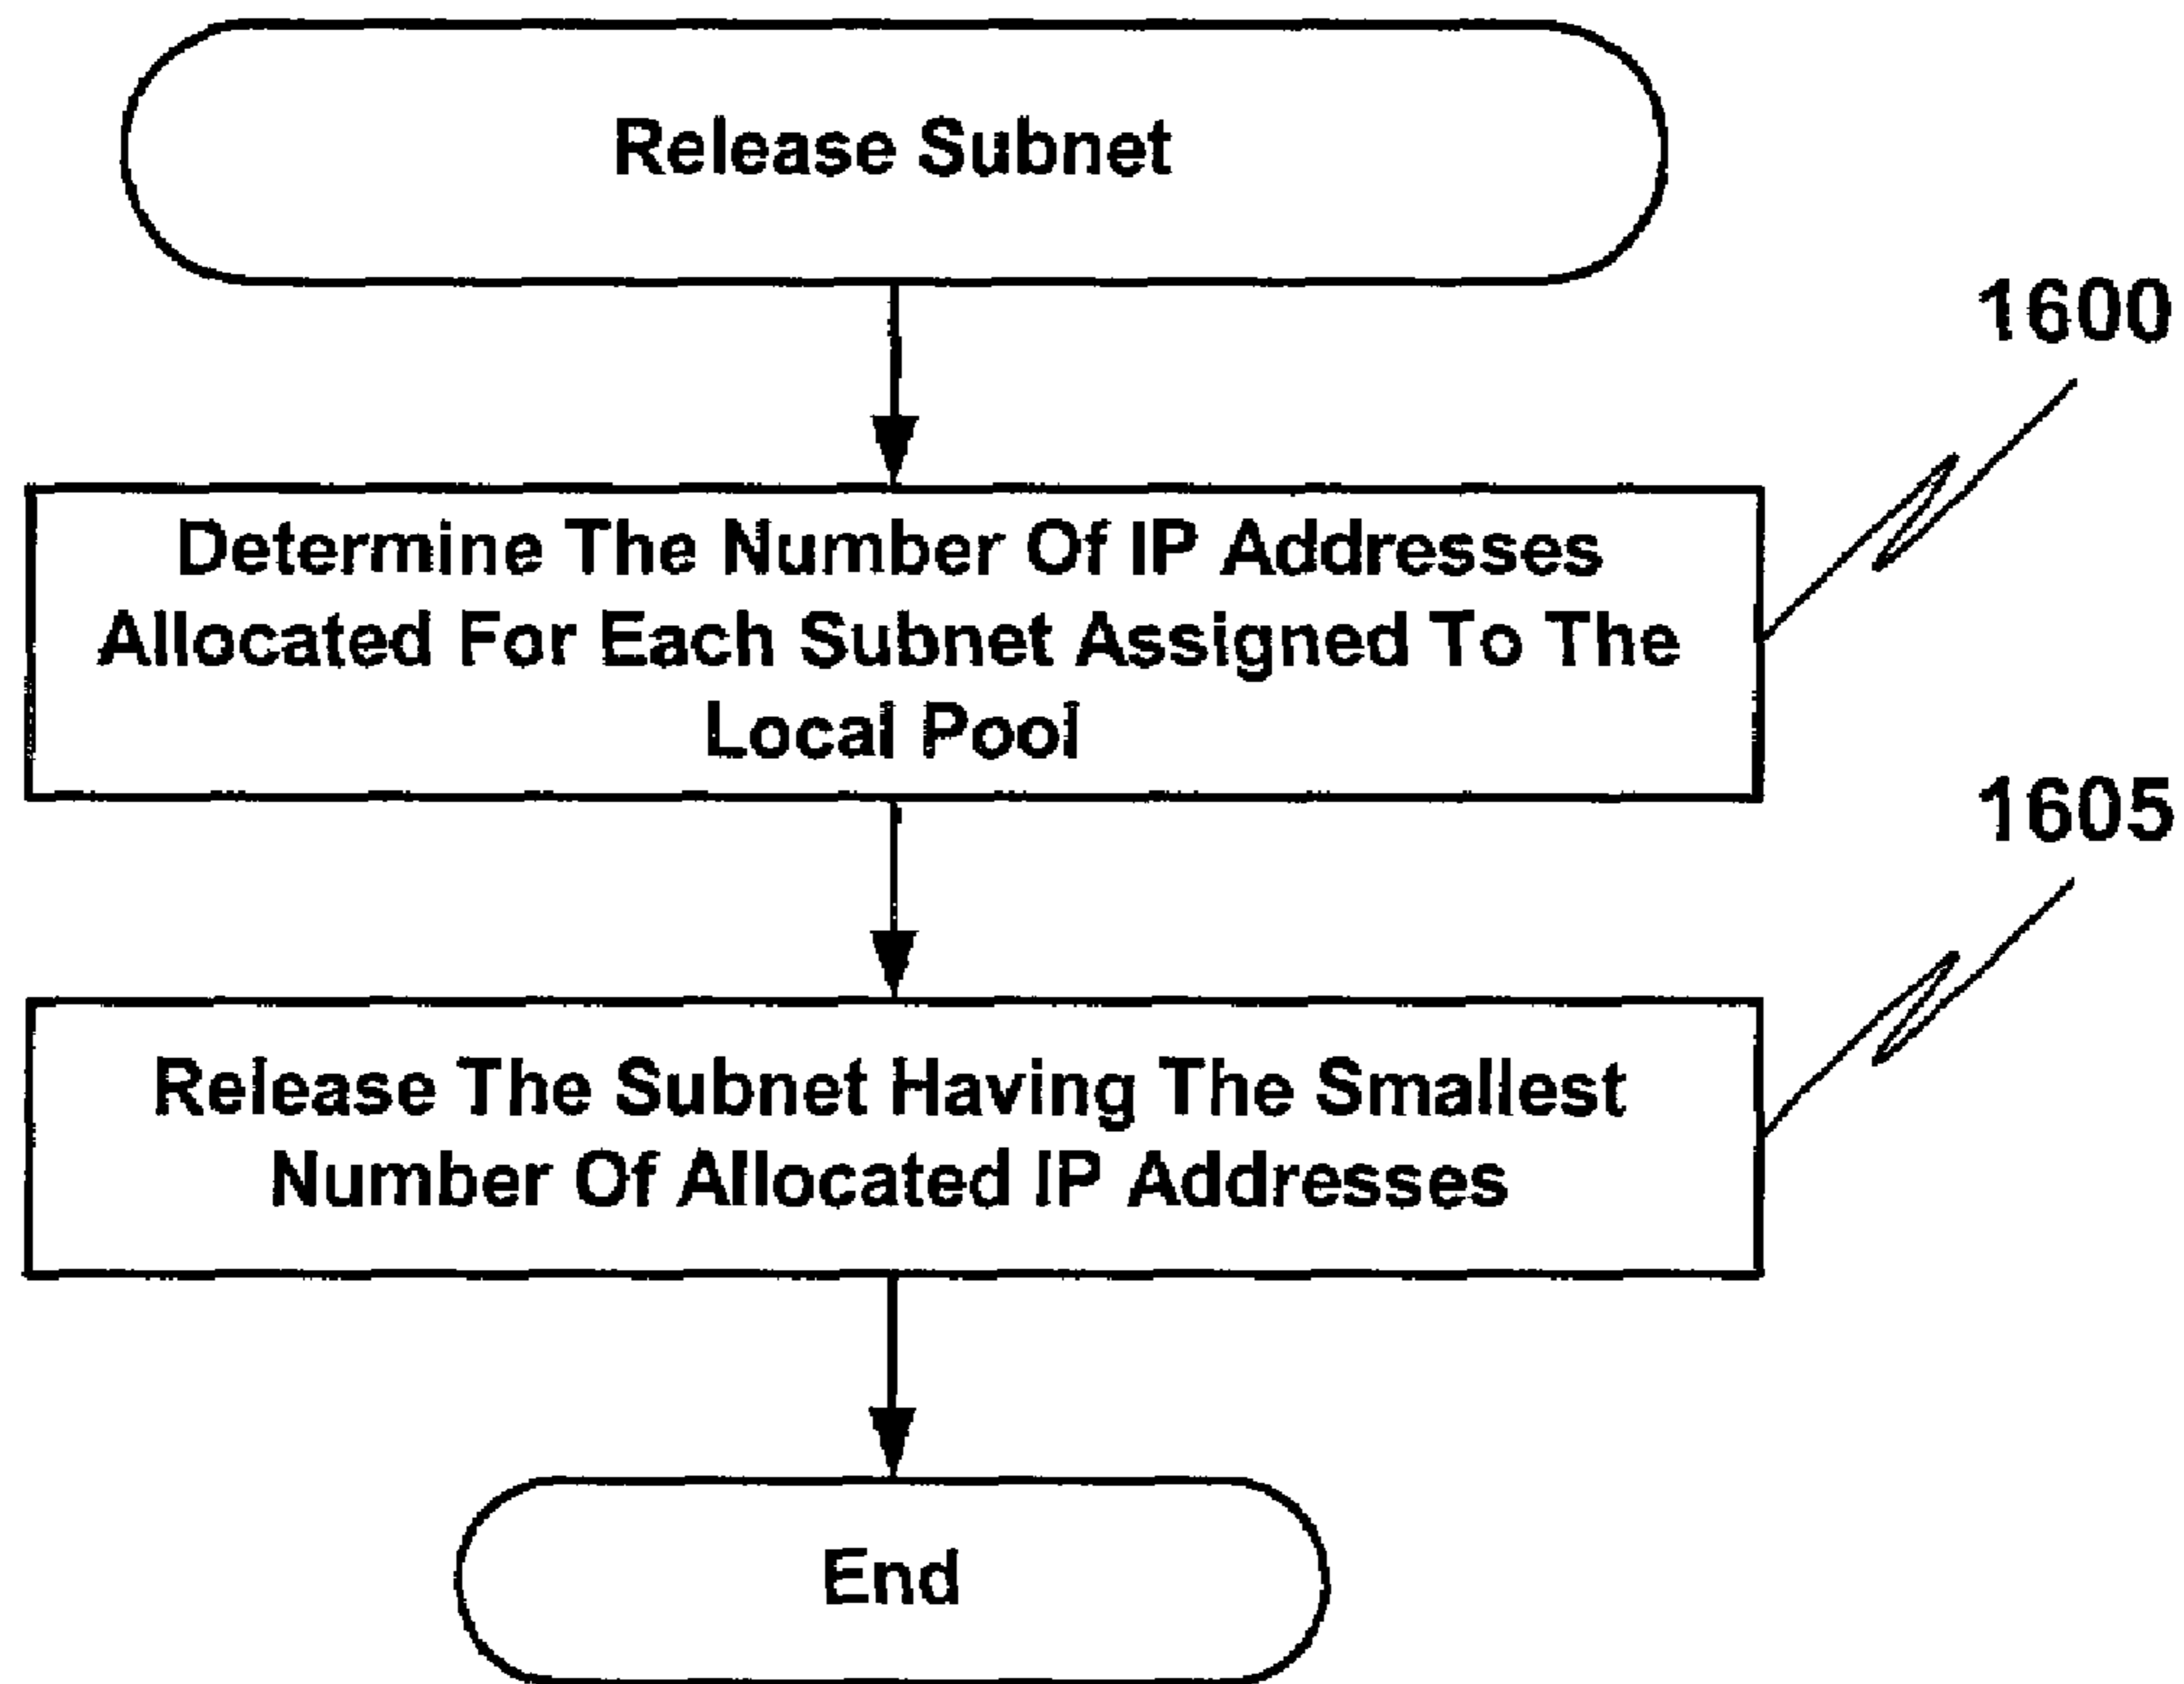 Release Subnet
1600
Determine The Number Of IP Addresses
Allocated For Each Subnet Assigned To The
Local Pool
1605
Release The Subnet Having The Smallest
Number Of Allocated IP Addresses
End